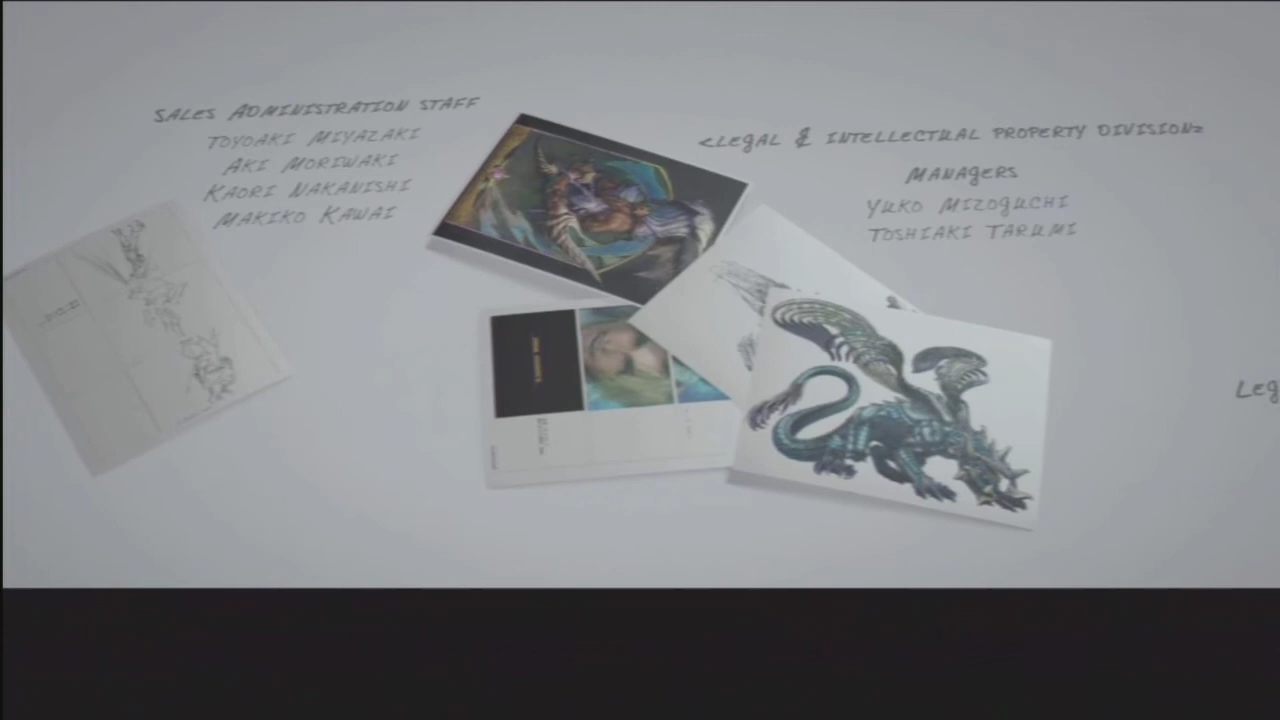 SALES ADMINISTRATION STAFF
TOYOAKI MIYAZAKI
AKI MORIWAKI
KAORI NAKANISHI
MAKIKO KAWAI
<LEGAL & INTELLECTUAL PROPERTY DIVISION>
MANAGERS
YUKO MIZOGUCHI
TOSHIAKI TARUMI
LEG